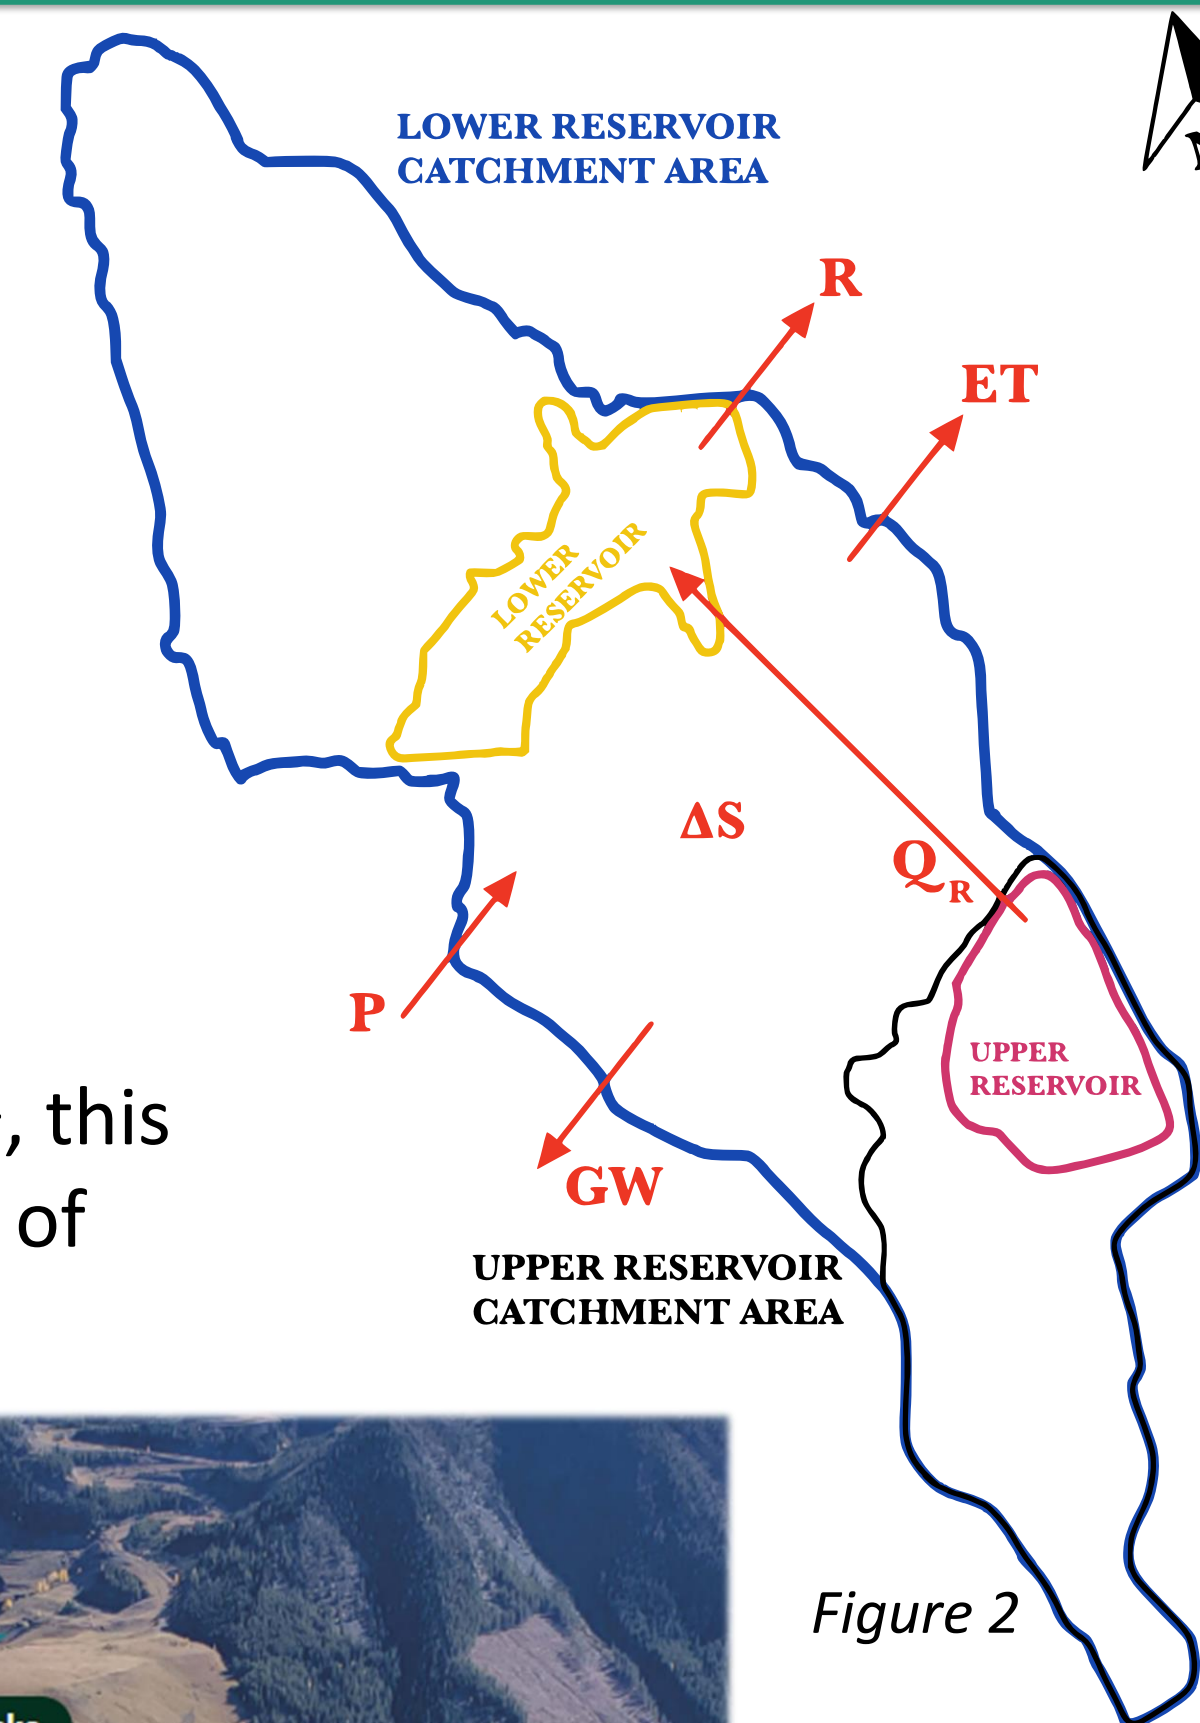 LOWER RESERVOIR
CATCHMENT AREA
R
ET
LOWER
RESERVOIR
ΔS
QR
P
UPPER
RESERVOIR
, this
of
GW
UPPER RESERVOIR
CATCHMENT AREA
Figure 2